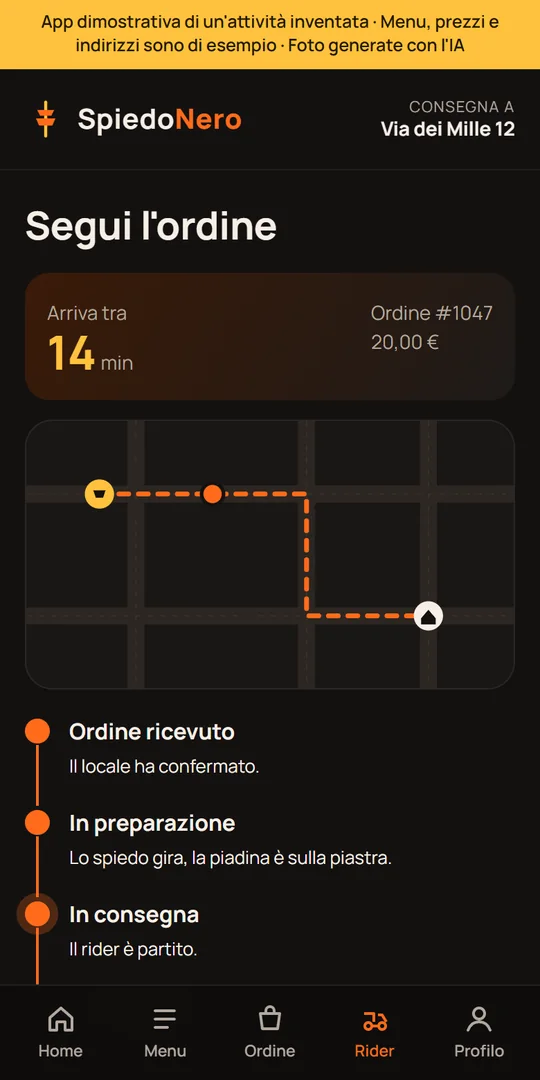 App dimostrativa di un'attività inventata · Menu, prezzi e
indirizzi sono di esempio · Foto generate con l'IA
SpiedoNero
CONSEGNA A
Via dei Mille 12
Segui l'ordine
Arriva tra
14 min
Ordine #1047
20,00 €
Ordine ricevuto
Il locale ha confermato.
In preparazione
Lo spiedo gira, la piadina è sulla piastra.
In consegna
Il rider è partito.
Home
Menu
Ordine
Rider
Profilo